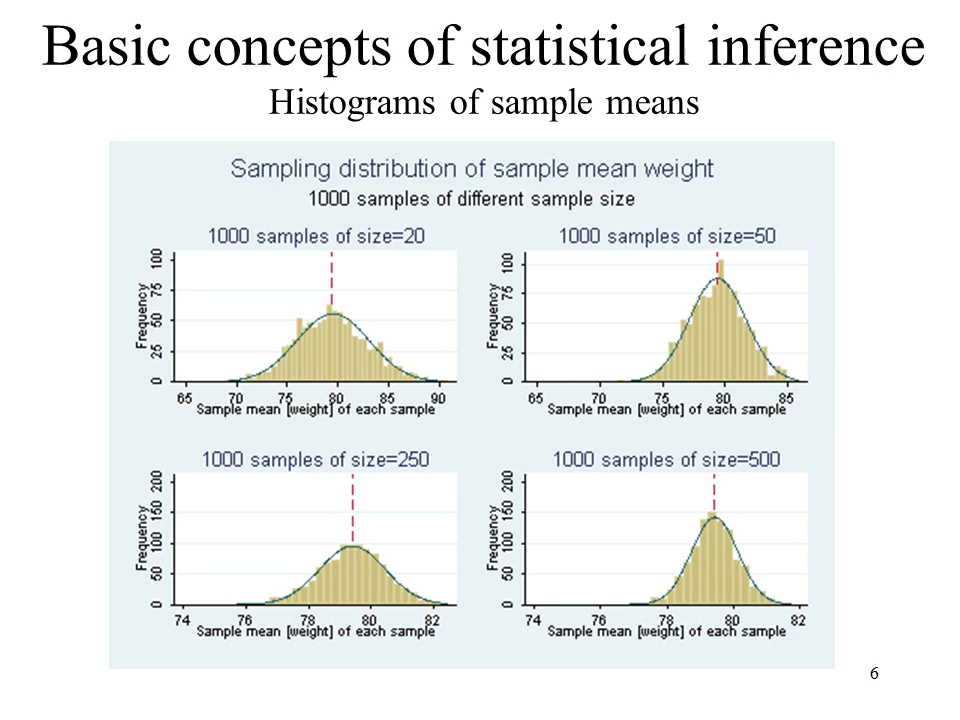 Basic concepts of statistical inference
Histograms of sample means
Sampling distribution of sample mean weight
1000 samples of different sample size
1000 samples of size=20
Frequency
0 25 50 75 100
65 70 75 80 85 90
Sample mean [weight] of each sample
1000 samples of size=50
Frequency
0 25 50 75 100
65 70 75 80 85
Sample mean [weight] of each sample
1000 samples of size=250
Frequency
0 50 100 150 200
74 76 78 80 82
Sample mean [weight] of each sample
1000 samples of size=500
Frequency
0 50 100 150 200
74 76 78 80 82
Sample mean [weight] of each sample
6